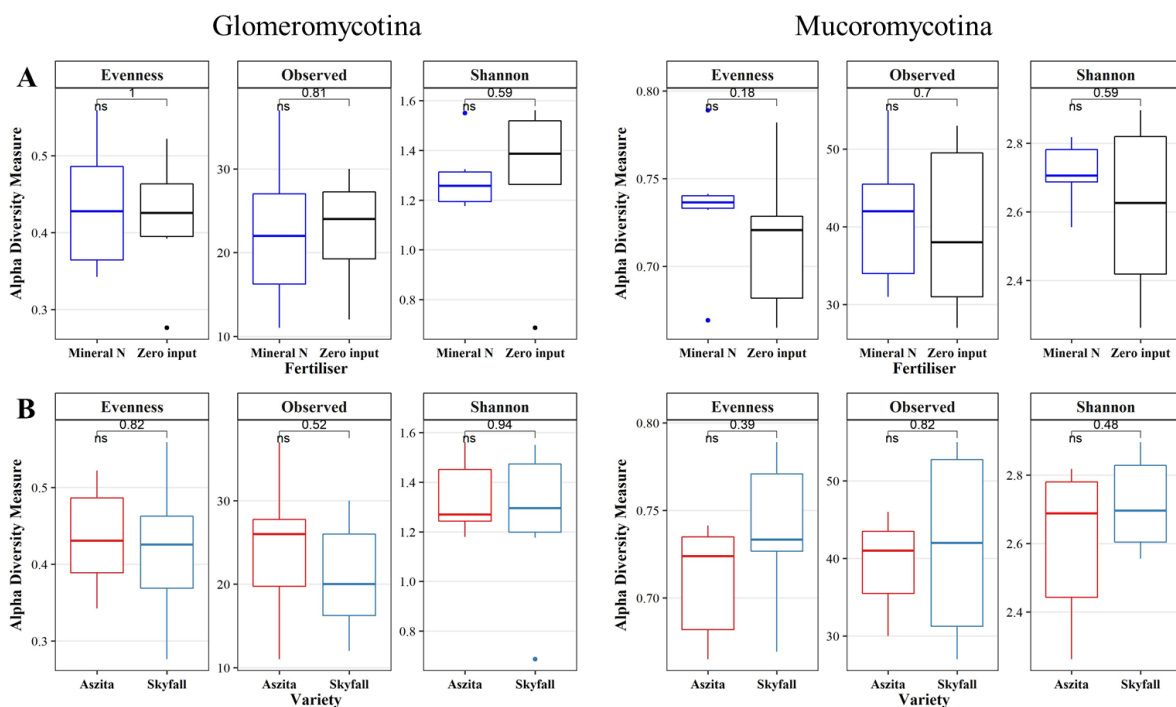 Glomeromycotina Mucoromycotina
A
Evenness Observed Shannon Evenness Observed Shannon
1 0.81 0.59 0.18 0.7 0.59
ns ns ns ns ns ns
Alpha Diversity Measure
0.5
0.4
0.3
30
20
10
1.6
1.4
1.2
1.0
0.8
Alpha Diversity Measure
0.80
0.75
0.70
50
40
30
2.8
2.6
2.4
Mineral N Zero input Mineral N Zero input Mineral N Zero input Mineral N Zero input Mineral N Zero input Mineral N Zero input
Fertiliser Fertiliser
B
Evenness Observed Shannon Evenness Observed Shannon
0.82 0.52 0.94 0.39 0.82 0.48
ns ns ns ns ns ns
Alpha Diversity Measure
0.5
0.4
0.3
30
20
10
1.6
1.4
1.2
1.0
0.8
Alpha Diversity Measure
0.80
0.75
0.70
50
40
30
2.8
2.6
2.4
Aszita Skyfall Aszita Skyfall Aszita Skyfall Aszita Skyfall Aszita Skyfall Aszita Skyfall
Variety Variety